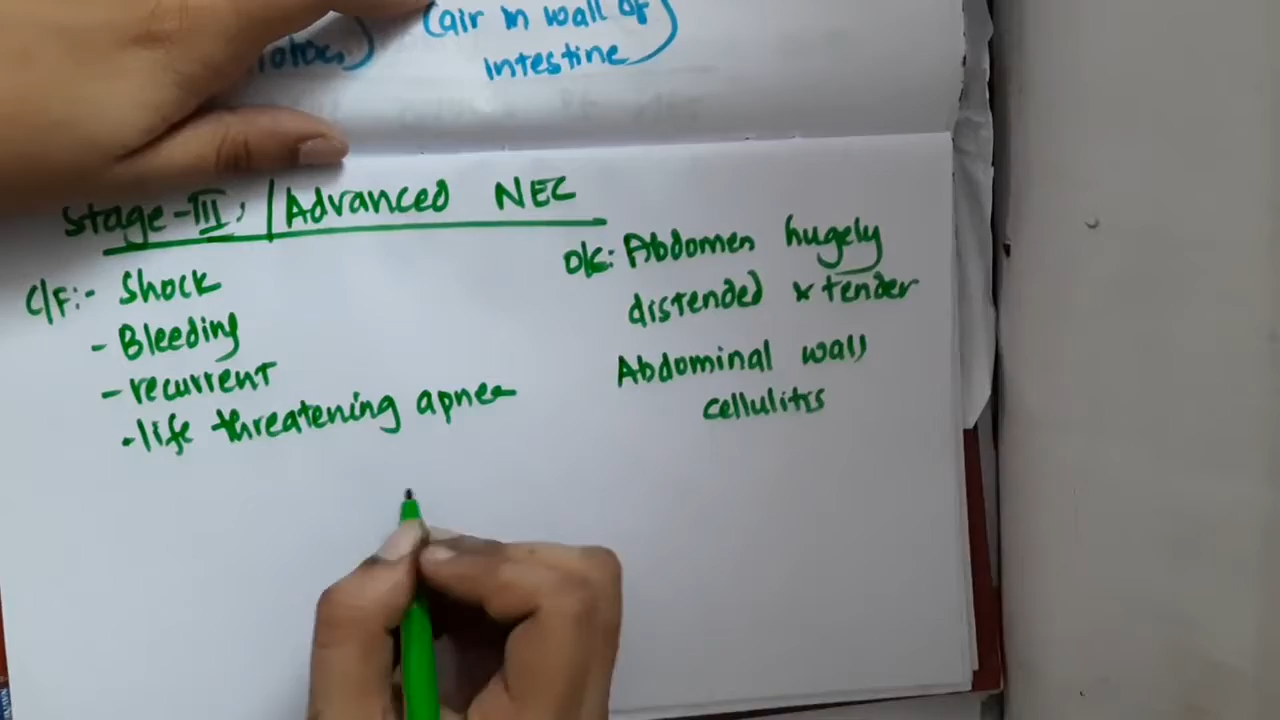 (air in wall of
intestine)
Stage-III, | Advanced NEC
C/F:- Shock
- Bleeding
- recurrent
- life threatening apnea
O/E: Abdomen hugely
distended & tender
Abdominal wall
cellulitis